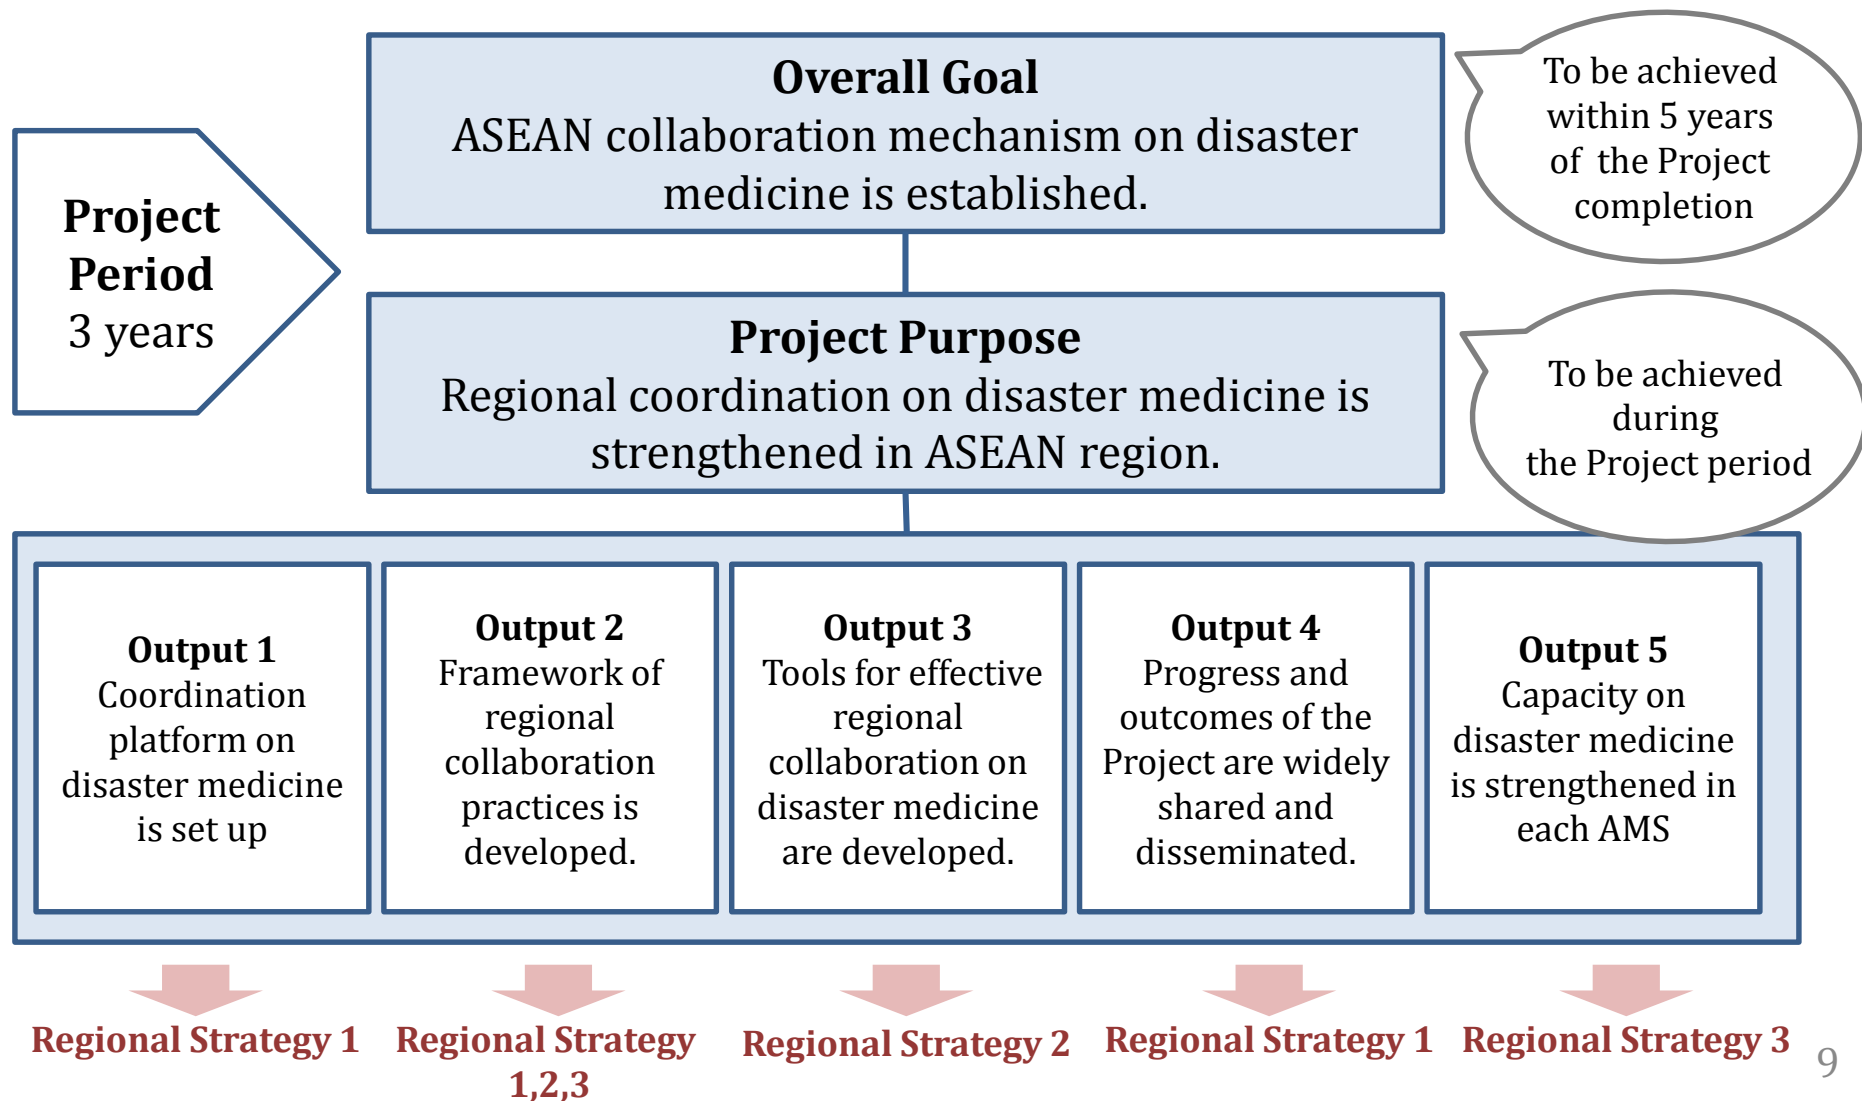 Project
Period
3 years
Overall Goal
ASEAN collaboration mechanism on disaster
medicine is established.
To be achieved
within 5 years
of the Project
completion
Project Purpose
Regional coordination on disaster medicine is
strengthened in ASEAN region.
To be achieved
during
the Project period
Output 1
Coordination
platform on
disaster medicine
is set up
Output 2
Framework of
regional
collaboration
practices is
developed.
Output 3
Tools for effective
regional
collaboration on
disaster medicine
are developed.
Output 4
Progress and
outcomes of the
Project are widely
shared and
disseminated.
Output 5
Capacity on
disaster medicine
is strengthened in
each AMS
Regional Strategy 1
Regional Strategy
1,2,3
Regional Strategy 2
Regional Strategy 1
Regional Strategy 3
9